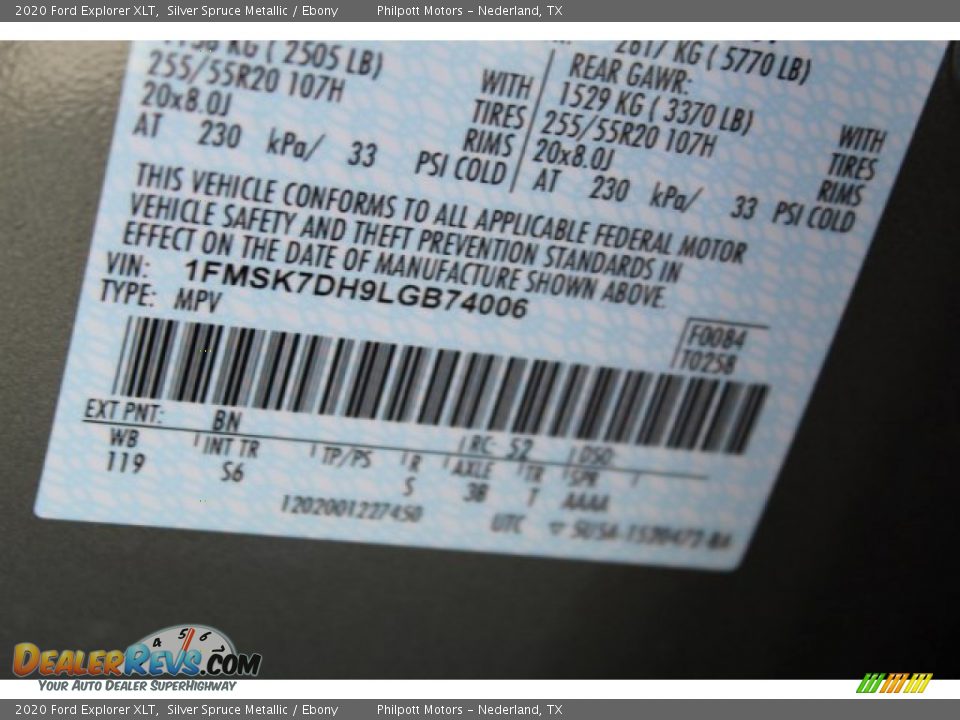 2020 Ford Explorer XLT, Silver Spruce Metallic / Ebony Philpott Motors – Nederland, TX
KG ( 2505 LB)
255/55R20 107H WITH
20x8.0J TIRES
RIMS
AT 230 kPa/ 33 PSI COLD
2617 KG ( 5770 LB)
REAR GAWR:
1529 KG ( 3370 LB)
255/55R20 107H WITH
20x8.0J TIRES
RIMS
AT 230 kPa/ 33 PSI COLD
THIS VEHICLE CONFORMS TO ALL APPLICABLE FEDERAL MOTOR
VEHICLE SAFETY AND THEFT PREVENTION STANDARDS IN
EFFECT ON THE DATE OF MANUFACTURE SHOWN ABOVE.
VIN: 1FMSK7DH9LGB74006
TYPE: MPV
F0084
T0258
EXT PNT: BN RC: 52 DSO:
WB INT TR TP/PS R AXLE TR SPR
119 S6 S 3B T AAAA
1202001227450
UTC
DealerRevs.com
Your Auto Dealer SuperHighway
2020 Ford Explorer XLT, Silver Spruce Metallic / Ebony Philpott Motors – Nederland, TX